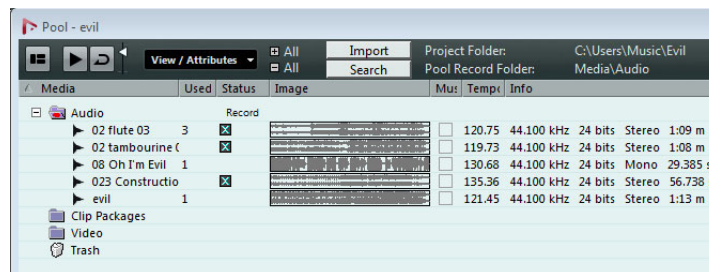 Pool - evil
View / Attributes All Import Project Folder: C:\Users\Music\Evil
All Search Pool Record Folder: Media\Audio
Media Used Status Image Mus Tempo Info
Audio Record
02 flute 03 3 X 120.75 44.100 kHz 24 bits Stereo 1:09 m
02 tambourine ( X 119.73 44.100 kHz 24 bits Stereo 1:08 m
08 Oh I'm Evil 1 130.68 44.100 kHz 24 bits Mono 29.385 s
023 Constructio X 135.36 44.100 kHz 24 bits Stereo 56.738
evil 1 121.45 44.100 kHz 24 bits Stereo 1:13 m
Clip Packages
Video
Trash